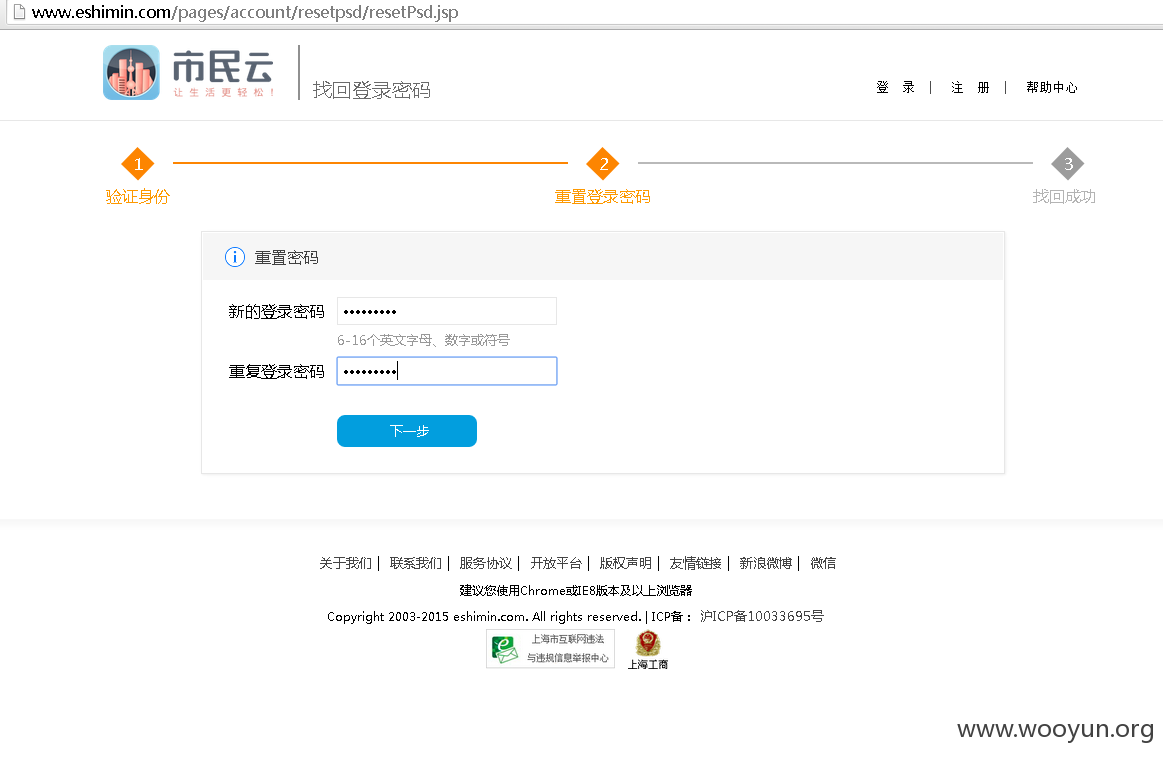 www.eshimin.com/pages/account/resetpsd/resetPsd.jsp
市民云
让生活更轻松!
找回登录密码
登 录 | 注 册 | 帮助中心
1 2 3
验证身份 重置登录密码 找回成功
重置密码
新的登录密码 •••••••••
6-16个英文字母、数字或符号
重复登录密码 •••••••••
下一步
关于我们 | 联系我们 | 服务协议 | 开放平台 | 版权声明 | 友情链接 | 新浪微博 | 微信
建议您使用Chrome或IE8版本及以上浏览器
Copyright 2003-2015 eshimin.com. All rights reserved. | ICP备: 沪ICP备10033695号
上海市互联网违法
与违规信息举报中心
上海工商
www.wooyun.org